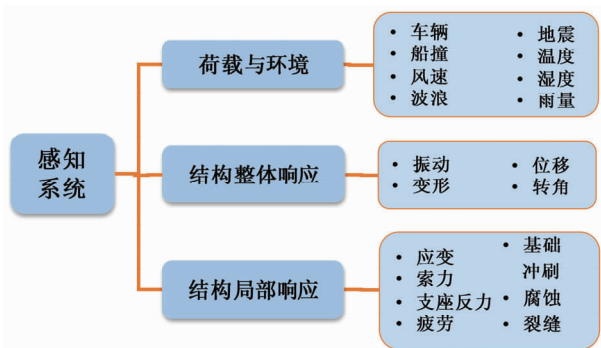 感知
系统
荷载与环境
• 车辆
• 船撞
• 风速
• 波浪
• 地震
• 温度
• 湿度
• 雨量
结构整体响应
• 振动
• 变形
• 位移
• 转角
结构局部响应
• 应变
• 索力
• 支座反力
• 疲劳
• 基础
冲刷
• 腐蚀
• 裂缝